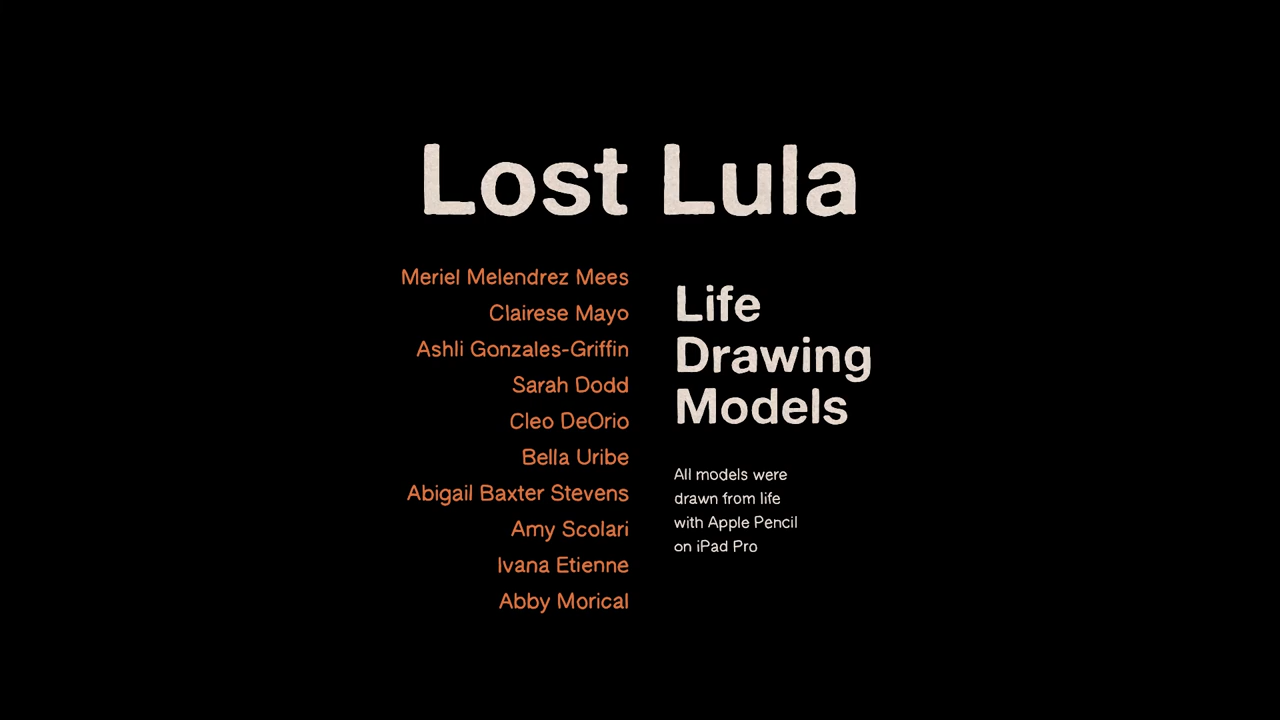 Lost Lula
Meriel Melendrez Mees
Clairese Mayo
Ashli Gonzales-Griffin
Sarah Dodd
Cleo DeOrio
Bella Uribe
Abigail Baxter Stevens
Amy Scolari
Ivana Etienne
Abby Morical
Life
Drawing
Models
All models were
drawn from life
with Apple Pencil
on iPad Pro